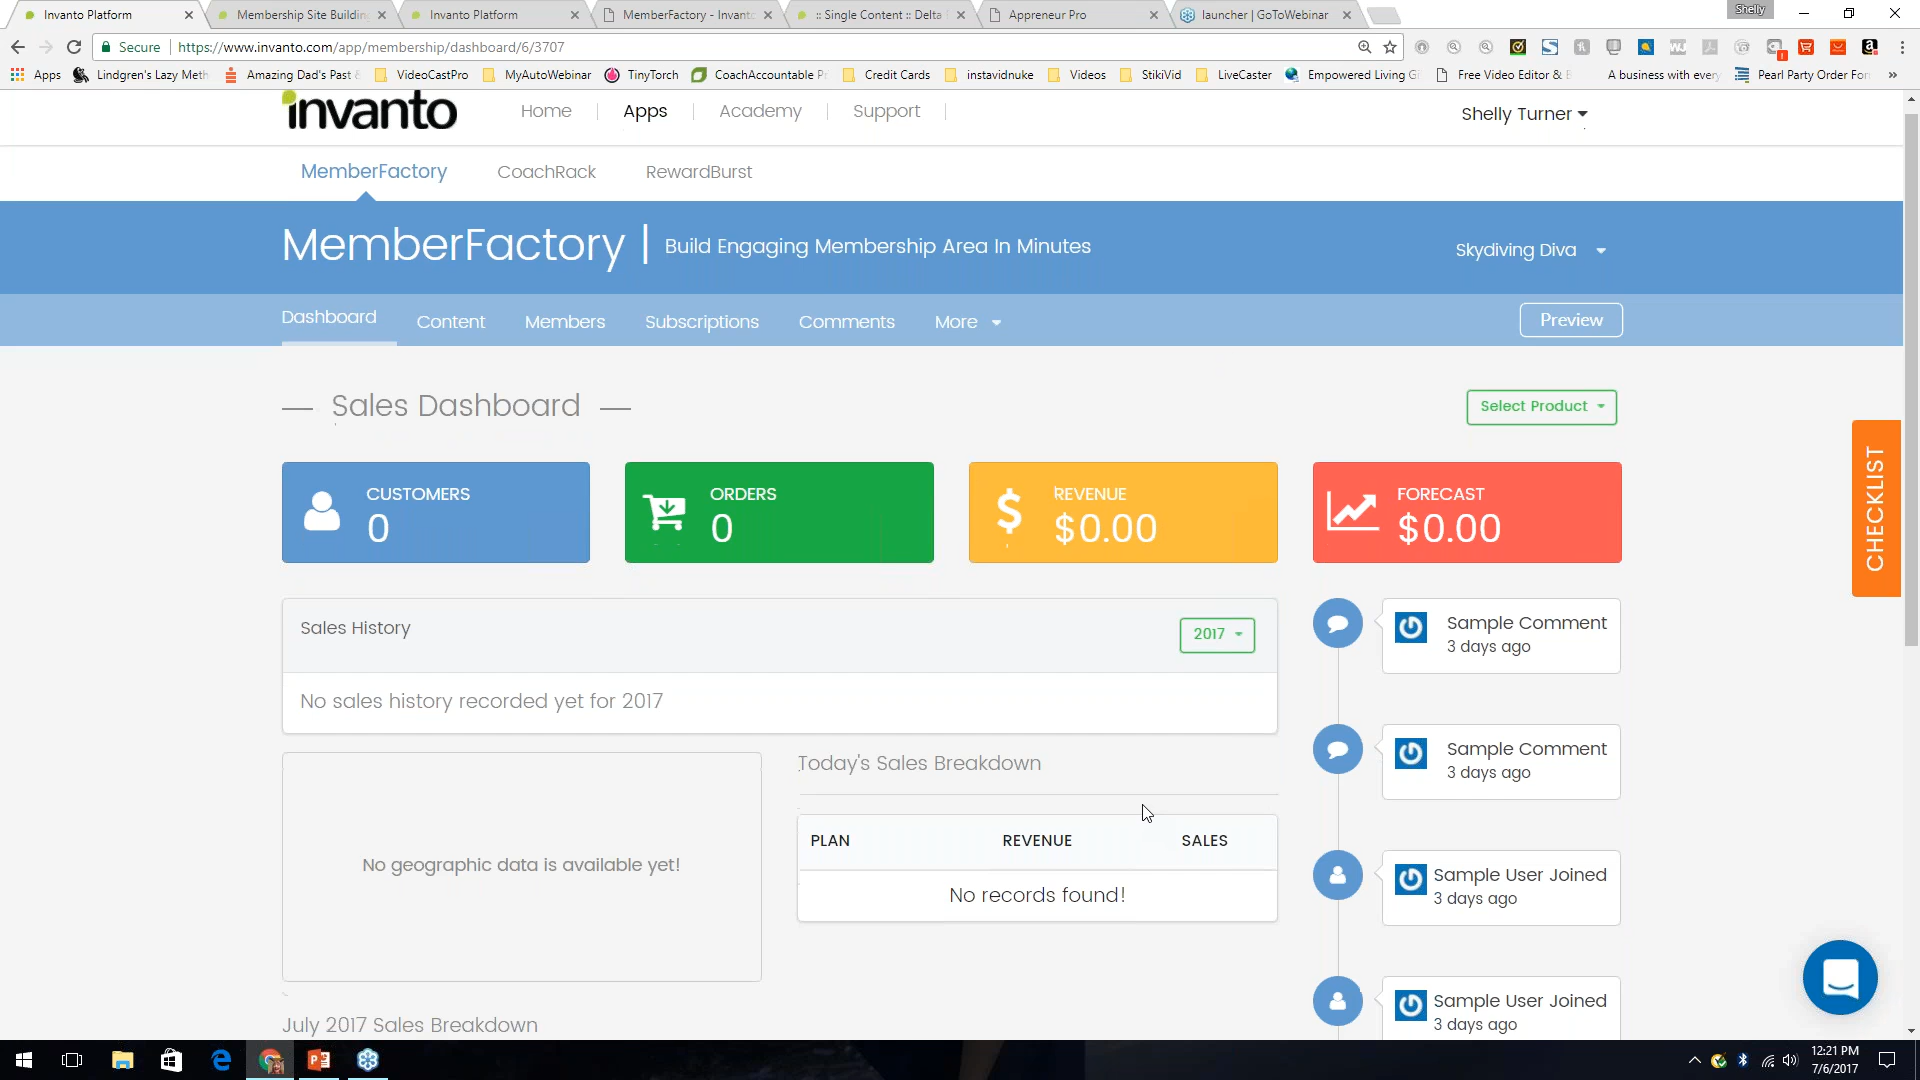 Invanto Platform
Membership Site Buildin
Invanto Platform
MemberFactory - Invant
:: Single Content :: Delta
Appreneur Pro
launcher | GoToWebinar
Shelly
Secure
https://www.invanto.com/app/membership/dashboard/6/3707
Apps
Lindgren's Lazy Meth
Amazing Dad's Past
VideoCastPro
MyAutoWebinar
TinyTorch
CoachAccountable P
Credit Cards
instavidnuke
Videos
StikiVid
LiveCaster
Empowered Living G
Free Video Editor &
A business with every
Pearl Party Order For
»
invanto
Home
Apps
Academy
Support
Shelly Turner
MemberFactory
CoachRack
RewardBurst
MemberFactory | Build Engaging Membership Area In Minutes
Skydiving Diva
Dashboard
Content
Members
Subscriptions
Comments
More
Preview
Sales Dashboard
Select Product
CHECKLIST
CUSTOMERS
0
ORDERS
0
REVENUE
$0.00
FORECAST
$0.00
Sales History
2017
No sales history recorded yet for 2017
Sample Comment
3 days ago
Sample Comment
3 days ago
Sample User Joined
3 days ago
Sample User Joined
3 days ago
No geographic data is available yet!
Today's Sales Breakdown
PLAN REVENUE SALES
No records found!
July 2017 Sales Breakdown
12:21 PM
7/6/2017